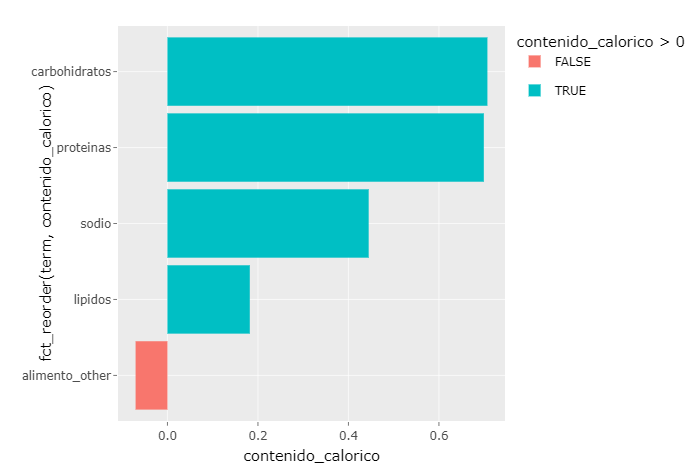 contenido_calorico > 0
FALSE
TRUE
fct_reorder(term, contenido_calorico)
carbohidratos
proteinas
sodio
lipidos
alimento_other
0.0 0.2 0.4 0.6
contenido_calorico